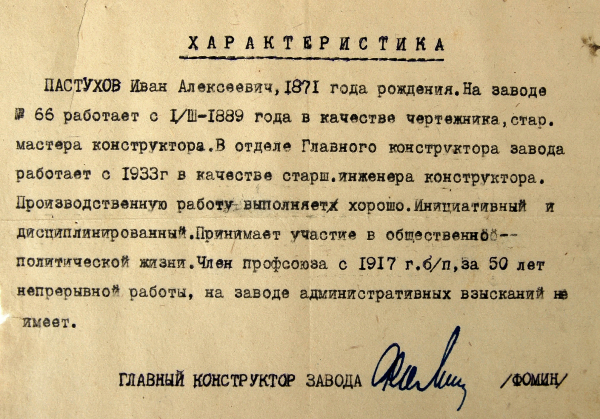 ХАРАКТЕРИСТИКА
ПАСТУХОВ Иван Алексеевич, 1871 года рождения. На заводе
№ 66 работает с I/Ш-1889 года в качестве чертежника, стар.
мастера конструктора. В отделе Главного конструктора завода
работает с 1933г в качестве старш. инженера конструктора.
Производственную работу выполняет хорошо. Инициативный и
дисциплинированный. Принимает участие в общественно--
политической жизни. Член профсоюза с 1917 г. б/п, за 50 лет
непрерывной работы, на заводе административных взысканий не
имеет.
ГЛАВНЫЙ КОНСТРУКТОР ЗАВОДА /ФОМИН/